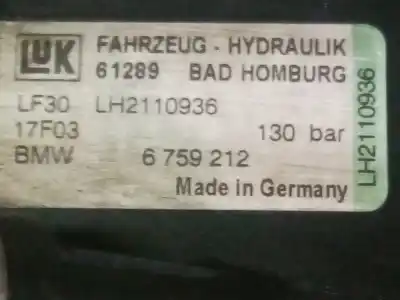 LUK FAHRZEUG - HYDRAULIK
61289 BAD HOMBURG
LF30 LH2110936
17F03 130 bar
BMW 6 759 212
Made in Germany
LH2110936